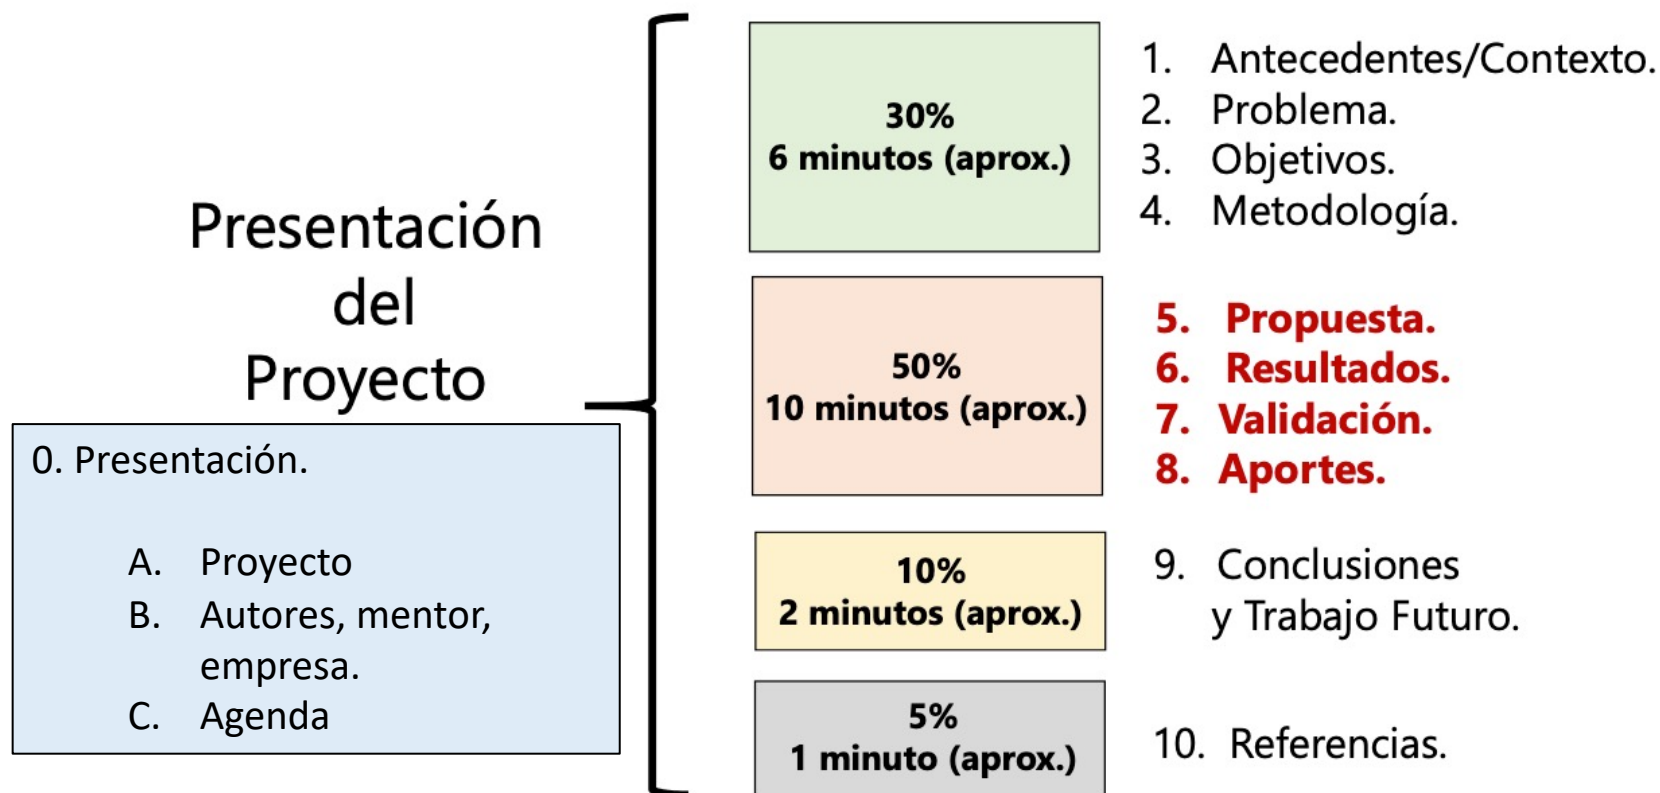 Presentación
del
Proyecto
0. Presentación.
A. Proyecto
B. Autores, mentor,
empresa.
C. Agenda
30%
6 minutos (aprox.)
1. Antecedentes/Contexto.
2. Problema.
3. Objetivos.
4. Metodología.
50%
10 minutos (aprox.)
5. Propuesta.
6. Resultados.
7. Validación.
8. Aportes.
10%
2 minutos (aprox.)
9. Conclusiones
y Trabajo Futuro.
5%
1 minuto (aprox.)
10. Referencias.